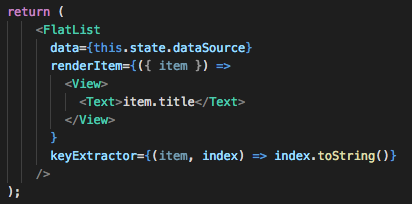 return (
<FlatList
data={this.state.dataSource}
renderItem={({ item }) =>
<View>
<Text>item.title</Text>
</View>
}
keyExtractor={(item, index) => index.toString()}
/>
);